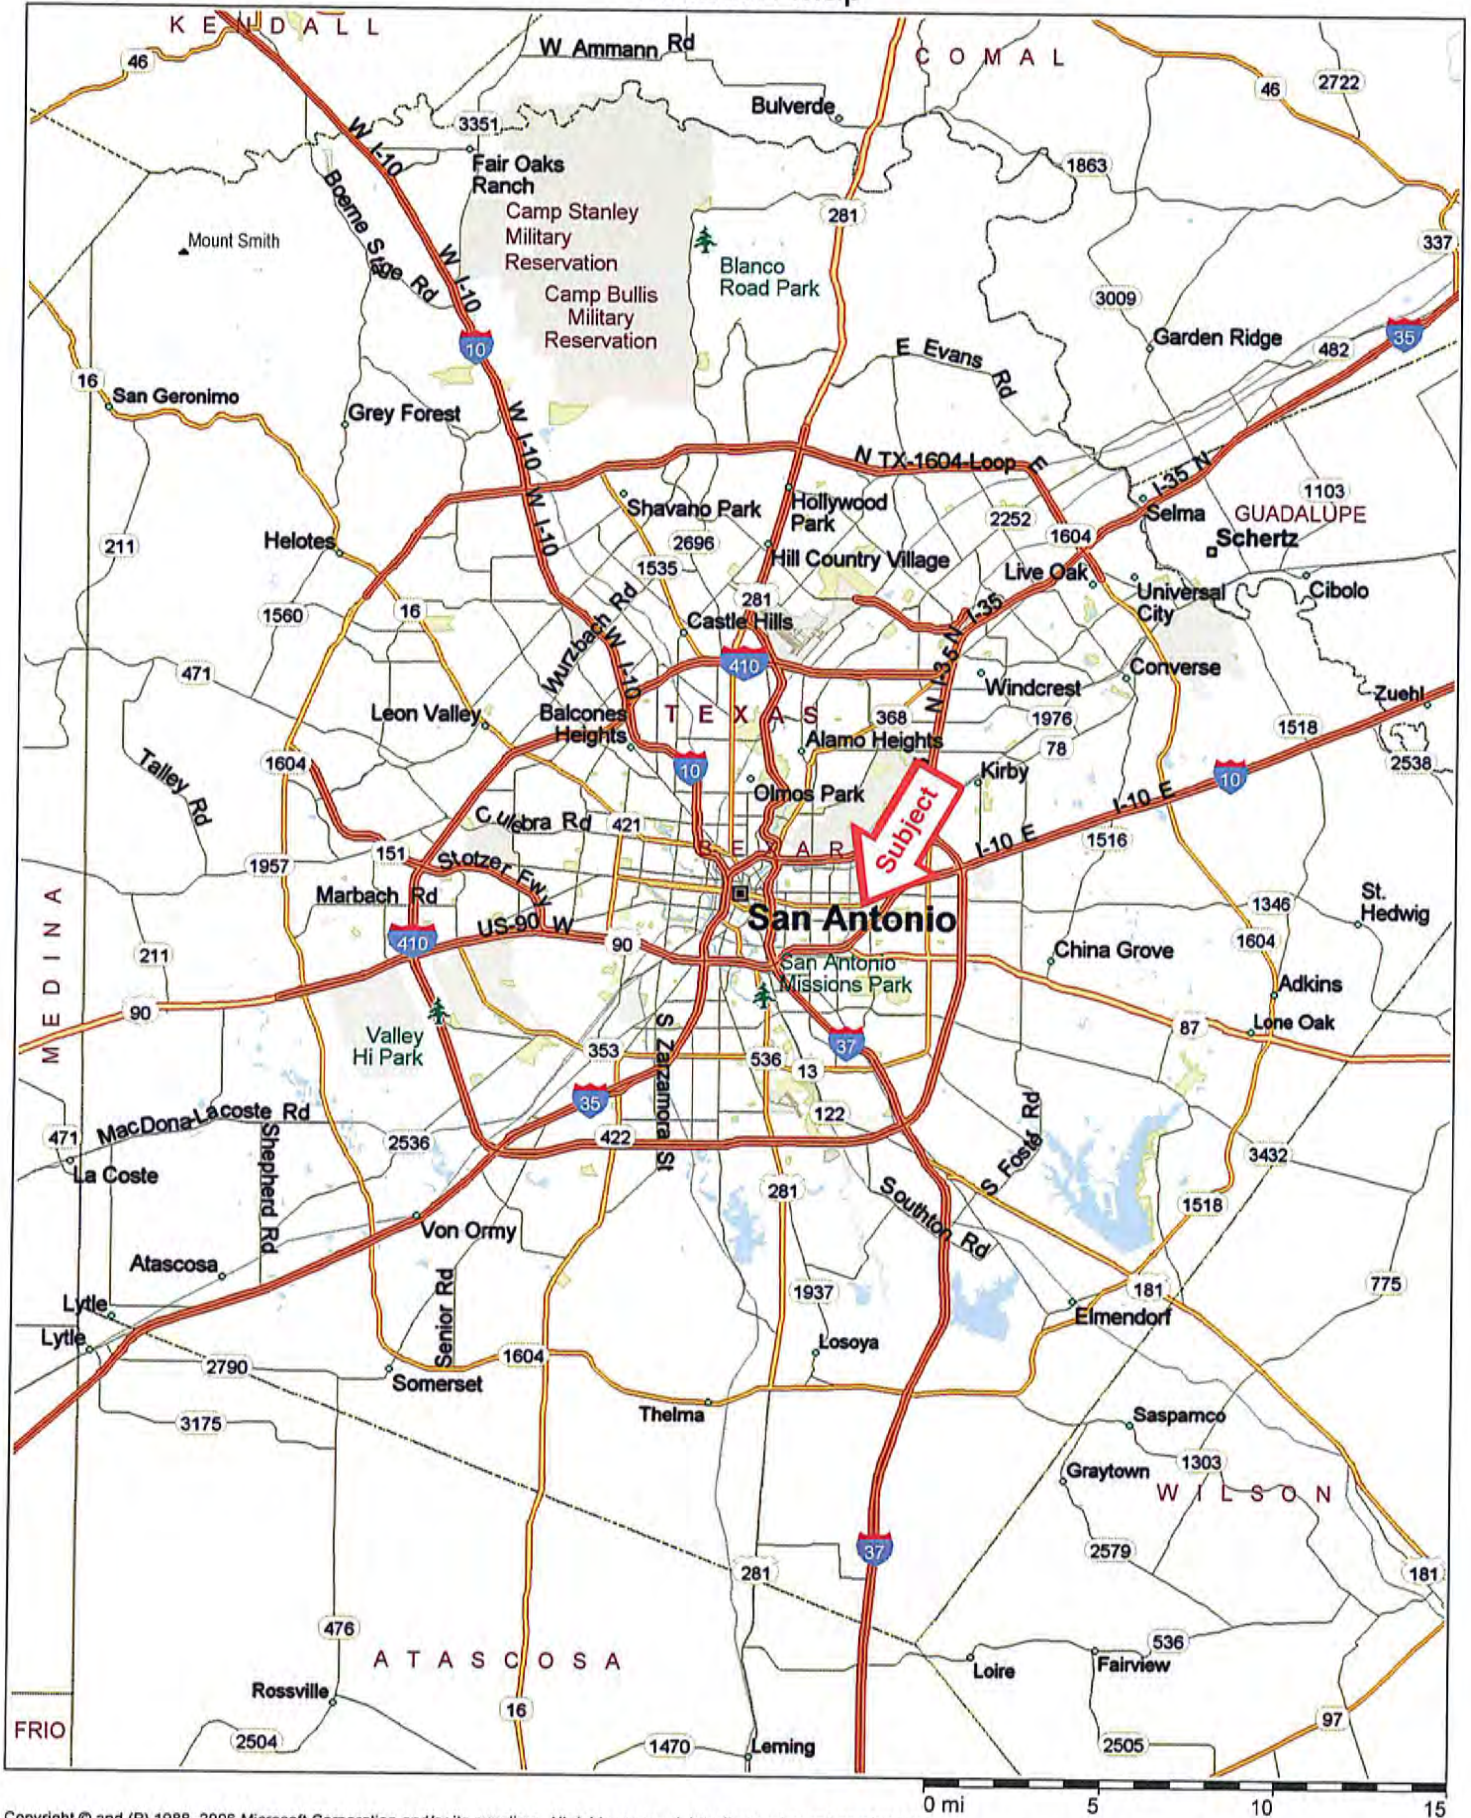 KENDALL
COMAL
W Ammann Rd
46
46
2722
Bulverde
3351
W I-10
1863
Fair Oaks
Ranch
Boerne Stge Rd
Camp Stanley
Military
Reservation
281
Mount Smith
337
W I-10
Blanco
Road Park
Camp Bullis
Military
Reservation
3009
Garden Ridge
35
482
10
E Evans Rd
16
San Geronimo
Grey Forest
W I-10
N TX-1604-Loop E
I-35 N
Shavano Park
Hollywood
Park
1103
2252
Selma
GUADALUPE
W I-10
1604
Schertz
Helotes
2696
211
Hill Country Village
1535
Live Oak
Universal
City
Cibolo
1560
16
281
N I-35
Wurzbach Rd
Castle Hills
W I-10
410
471
N I-35 N
Converse
Windcrest
Zuehl
Leon Valley
Balcones
Heights
TEXAS
368
1976
1518
Alamo Heights
78
1604
Talley Rd
10
Kirby
10
2538
Olmos Park
I-10 E
Culebra Rd
421
Subject
I-10 E
1516
BEXAR
151
Stotzer Fwy
1957
Marbach Rd
St.
Hedwig
1346
San Antonio
US-90 W
410
90
1604
MEDINA
211
China Grove
San Antonio
Missions Park
Adkins
90
Valley
Hi Park
87
Lone Oak
353
S Zarzamora St
536
37
13
35
122
S Foster Rd
MacDona-Lacoste Rd
471
2536
422
Shepherd Rd
3432
La Coste
281
Southton Rd
1518
Von Ormy
Atascosa
775
Senior Rd
1937
181
Lytle
Elmendorf
Lytle
Losoya
2790
1604
Somerset
Thelma
Saspamco
3175
1303
Graytown
WILSON
37
2579
281
181
476
536
ATASCOSA
Loire
Fairview
Rossville
16
97
FRIO
2504
1470
Leming
2505
0 mi 5 10 15